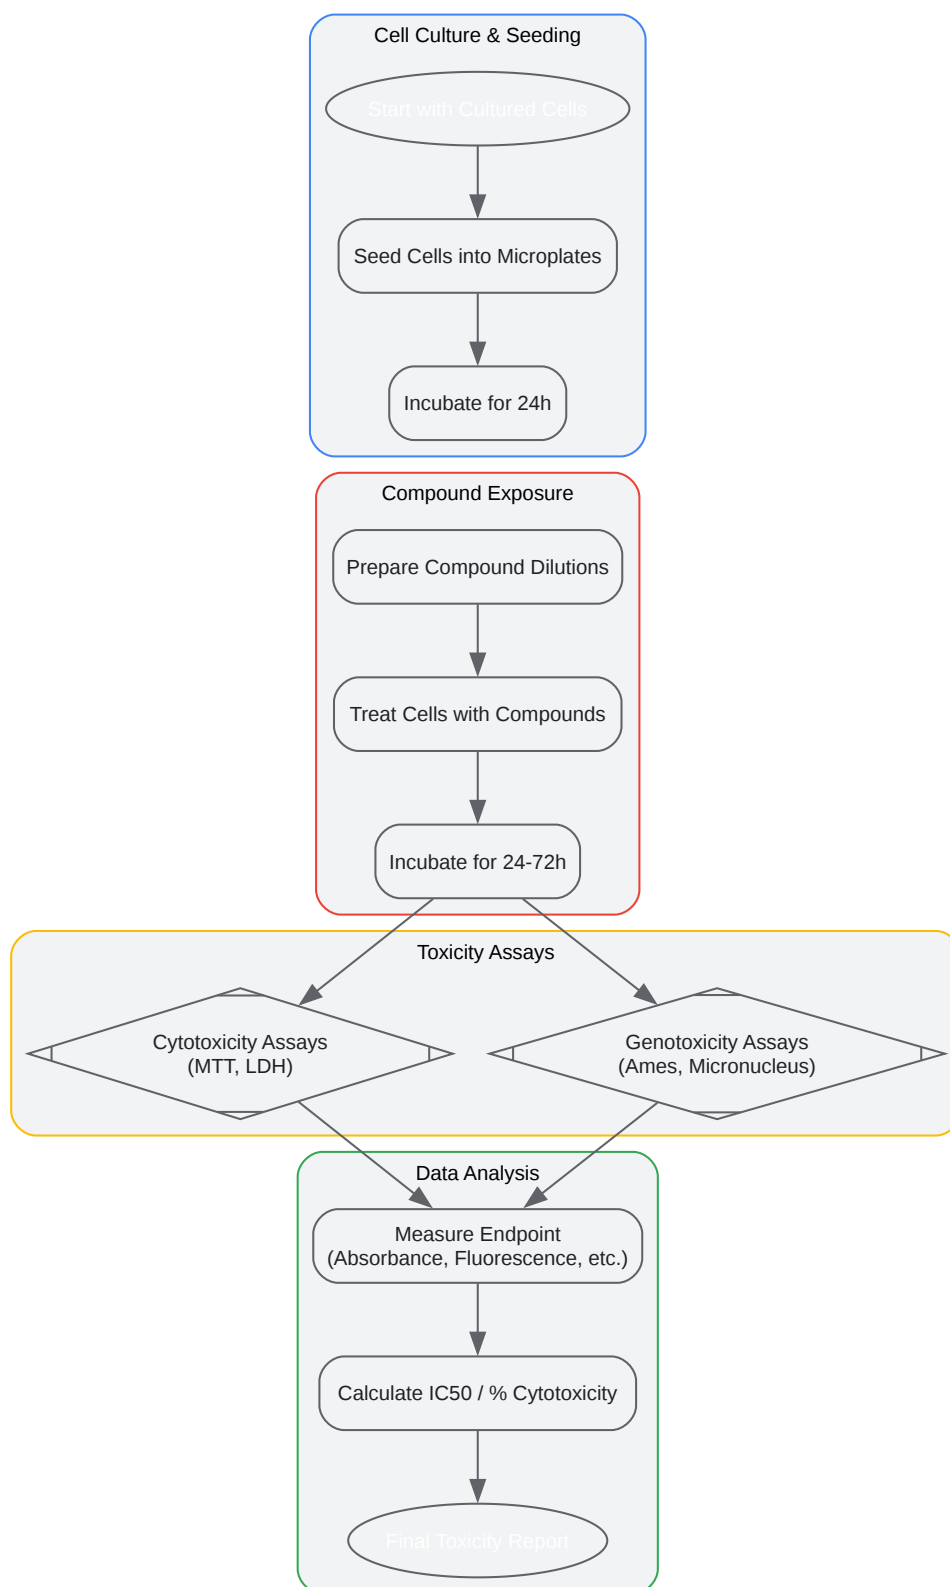 Cell Culture & Seeding
Start with Cultured Cells
Seed Cells into Microplates
Incubate for 24h
Compound Exposure
Prepare Compound Dilutions
Treat Cells with Compounds
Incubate for 24-72h
Toxicity Assays
Cytotoxicity Assays
(MTT, LDH)
Genotoxicity Assays
(Ames, Micronucleus)
Data Analysis
Measure Endpoint
(Absorbance, Fluorescence, etc.)
Calculate IC50 / % Cytotoxicity
Final Toxicity Report